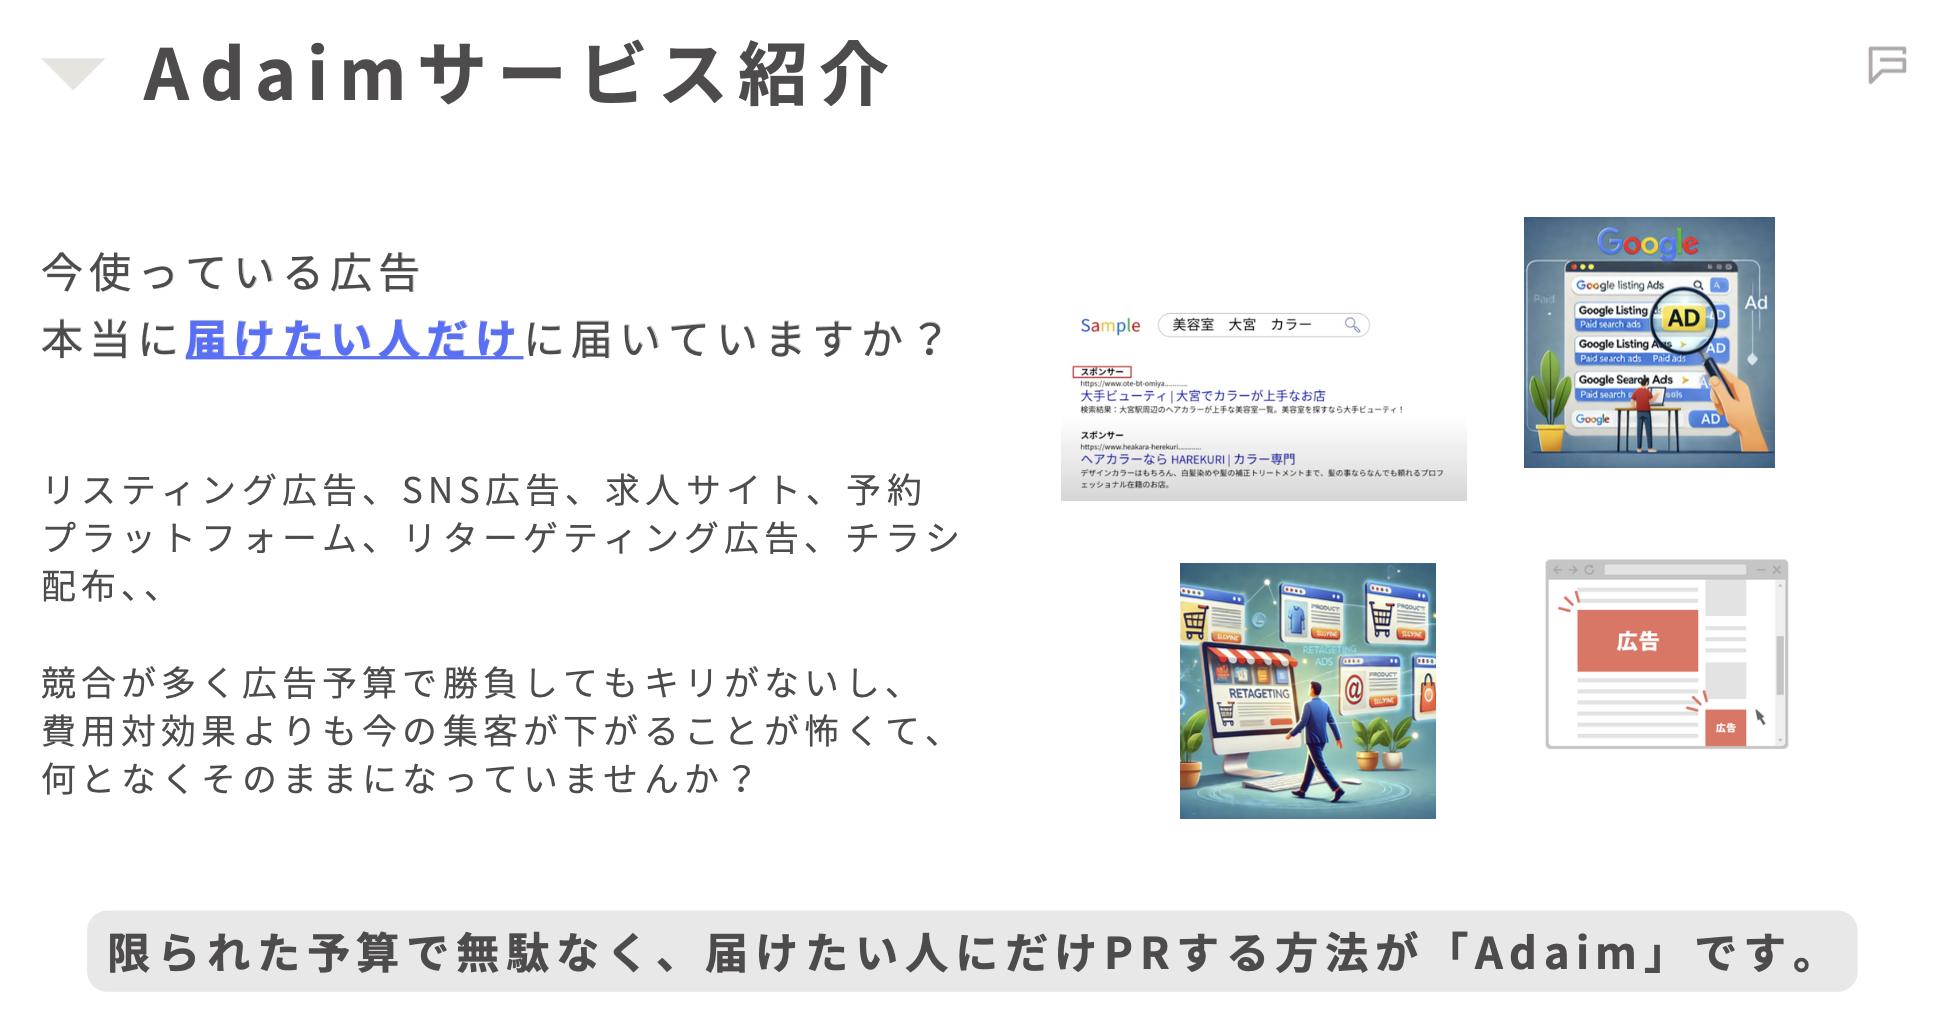 Adaimサービス紹介
今使っている広告
本当に届けたい人だけに届いていますか？
リスティング広告、SNS広告、求人サイト、予約
プラットフォーム、リターゲティング広告、チラシ
配布、、
競合が多く広告予算で勝負してもキリがないし、
費用対効果よりも今の集客が下がることが怖くて、
何となくそのままになっていませんか？
Sample
美容室　大宮　カラー
スポンサー
https://www.ote-bt-omiya...........
大手ビューティ | 大宮でカラーが上手なお店
検索結果：大宮駅周辺のヘアカラーが上手な美容室一覧。美容室を探すなら大手ビューティ！
スポンサー
https://www.heakara-herekuri...........
ヘアカラーなら HAREKURI | カラー専門
デザインカラーはもちろん、白髪染めや髪の補正トリートメントまで、髪の事ならなんでも頼れるプロフ
ェッショナル在籍のお店。
Google
Google listing Ads
A
Paid
Ad
Google Listing
AD
Paid search ads
Google Listing
AD
Paid search ads Paid ads
Google Search Ads
Paid search
Google
AD
PRODUCT
PRODUCT
RETAGETING
ADS
PRODUCT
RETAGETING
広告
広告
限られた予算で無駄なく、届けたい人にだけPRする方法が「Adaim」です。